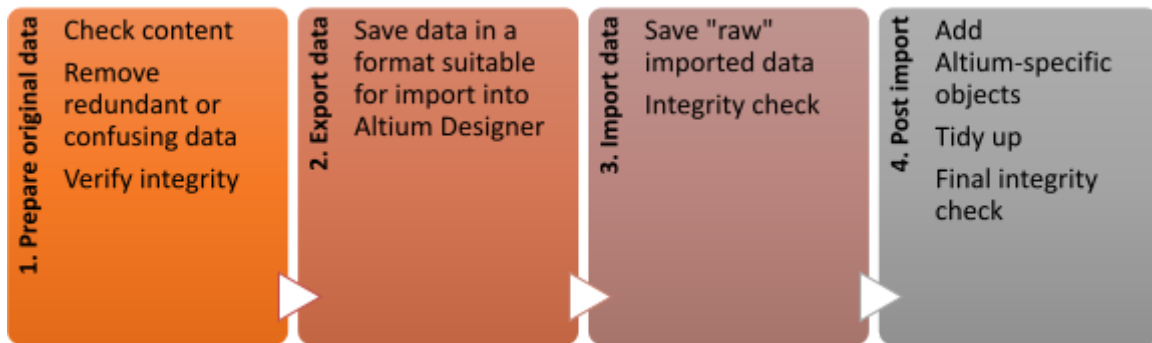 1. Prepare original data
Check content
Remove
redundant or
confusing data
Verify integrity
2. Export data
Save data in a
format suitable
for import into
Altium Designer
3. Import data
Save "raw"
imported data
Integrity check
4. Post import
Add
Altium-specific
objects
Tidy up
Final integrity
check